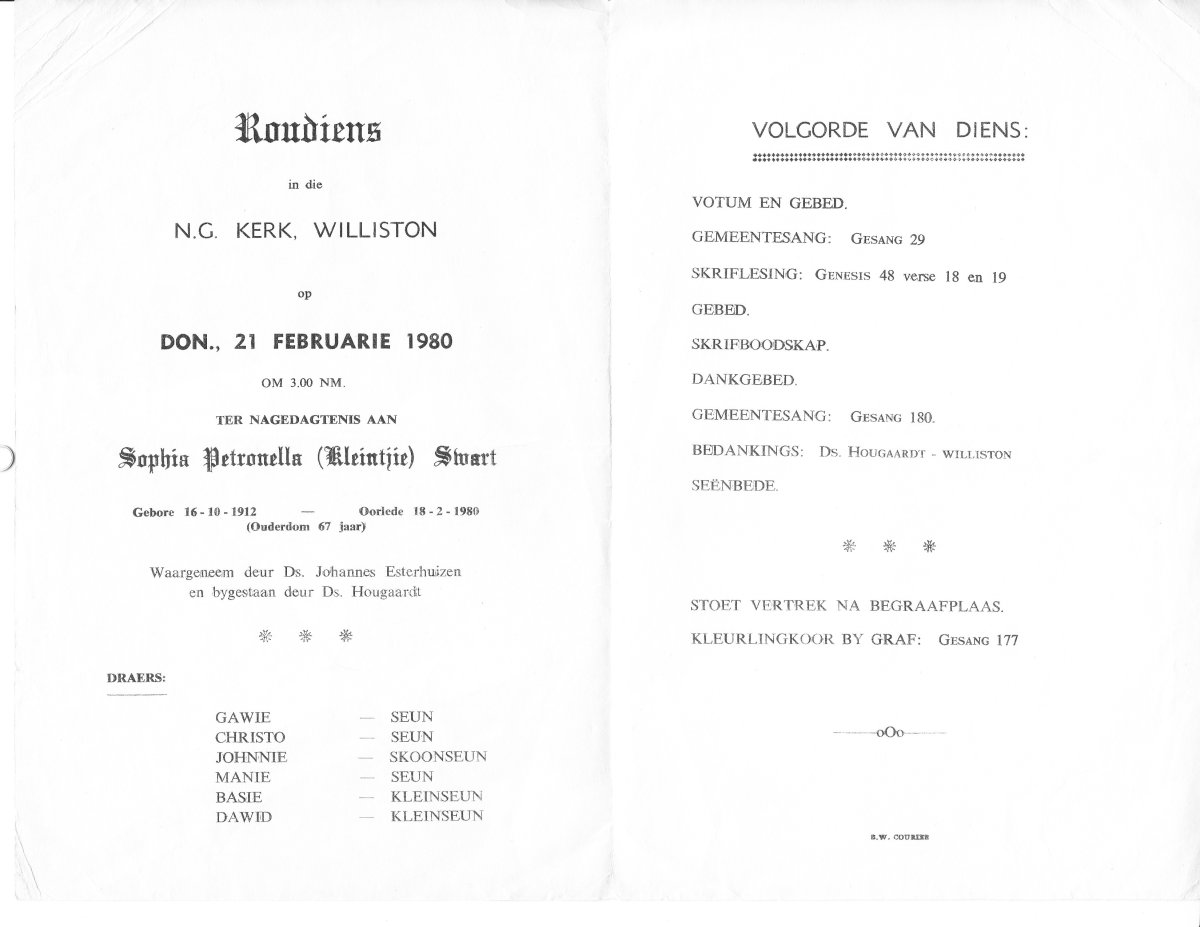 Roudiens
in die
N.G. KERK, WILLISTON
op
DON., 21 FEBRUARIE 1980
OM 3.00 NM.
TER NAGEDAGTENIS AAN
Sophia Petronella (Kleintjie) Swart
Gebore 16 - 10 - 1912 — Oorlede 18 - 2 - 1980
(Ouderdom 67 jaar)
Waargeneem deur Ds. Johannes Esterhuizen
en bygestaan deur Ds. Hougaardt
DRAERS:
GAWIE — SEUN
CHRISTO — SEUN
JOHNNIE — SKOONSEUN
MANIE — SEUN
BASIE — KLEINSEUN
DAWID — KLEINSEUN
VOLGORDE VAN DIENS:
VOTUM EN GEBED.
GEMEENTESANG: GESANG 29
SKRIFLESING: GENESIS 48 verse 18 en 19
GEBED.
SKRIFBOODSKAP.
DANKGEBED.
GEMEENTESANG: GESANG 180.
BEDANKINGS: DS. HOUGAARDT - WILLISTON
SEËNBEDE.
STOET VERTREK NA BEGRAAFPLAAS.
KLEURLINGKOOR BY GRAF: GESANG 177
oOo
S.W. COURIER